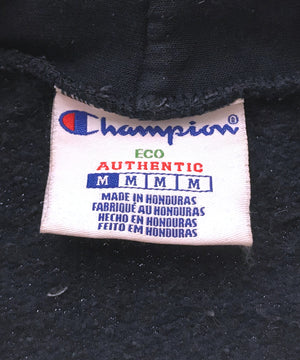 Champion®
ECO
AUTHENTIC
M M M M
MADE IN HONDURAS
FABRIQUÉ AU HONDURAS
HECHO EN HONDURAS
FEITO EM HONDURAS